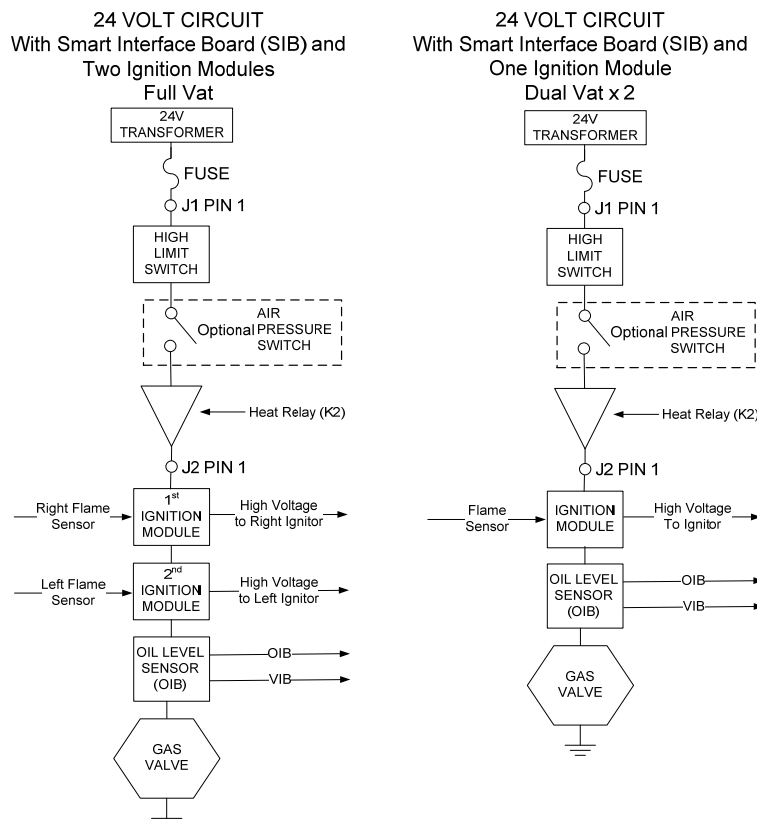 24 VOLT CIRCUIT
With Smart Interface Board (SIB) and
Two Ignition Modules
Full Vat
24V
TRANSFORMER
FUSE
J1 PIN 1
HIGH
LIMIT
SWITCH
AIR
Optional PRESSURE
SWITCH
Heat Relay (K2)
J2 PIN 1
1st
IGNITION
MODULE
Right Flame
Sensor
High Voltage
to Right Ignitor
2nd
IGNITION
MODULE
Left Flame
Sensor
High Voltage
to Left Ignitor
OIL LEVEL
SENSOR
(OIB)
OIB
VIB
GAS
VALVE
24 VOLT CIRCUIT
With Smart Interface Board (SIB) and
One Ignition Module
Dual Vat x 2
24V
TRANSFORMER
FUSE
J1 PIN 1
HIGH
LIMIT
SWITCH
AIR
Optional PRESSURE
SWITCH
Heat Relay (K2)
J2 PIN 1
IGNITION
MODULE
Flame
Sensor
High Voltage
To Ignitor
OIL LEVEL
SENSOR
(OIB)
OIB
VIB
GAS
VALVE